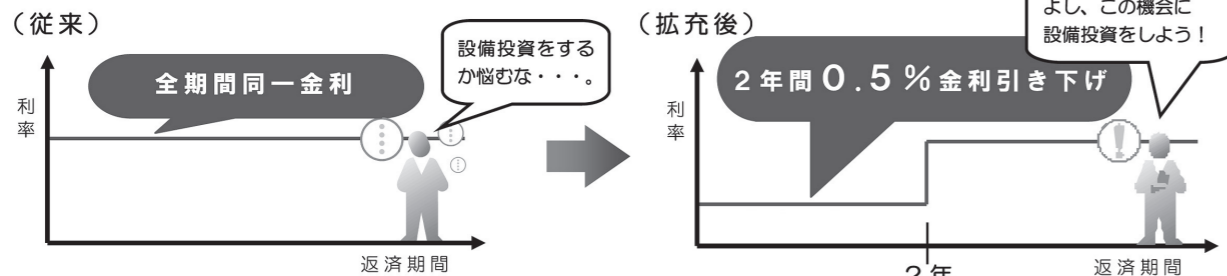 （従来）
設備投資をする
か悩むな・・・。
全期間同一金利
利率
返済期間
（拡充後）
よし、この機会に
設備投資をしよう！
２年間０.５％金利引き下げ
利率
２年
返済期間